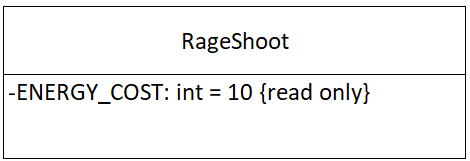 RageShoot
-ENERGY_COST: int = 10 {read only}